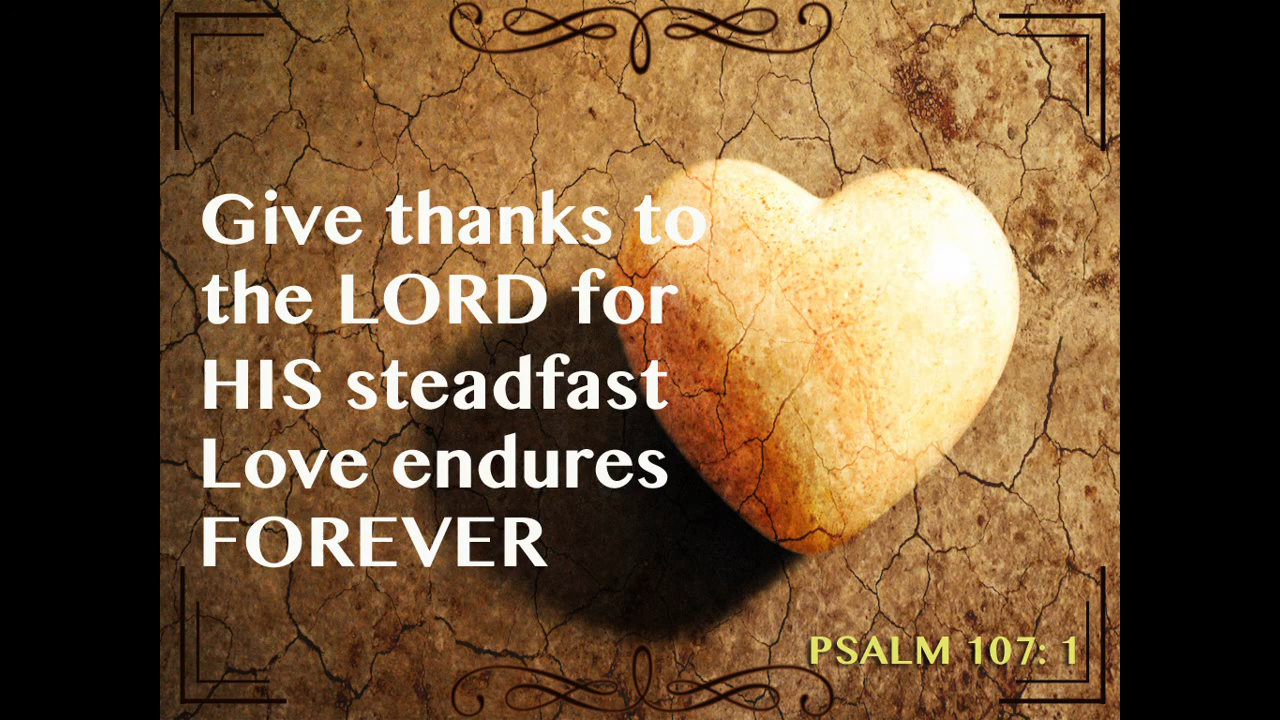 Give thanks to
the LORD for
HIS steadfast
Love endures
FOREVER
PSALM 107: 1